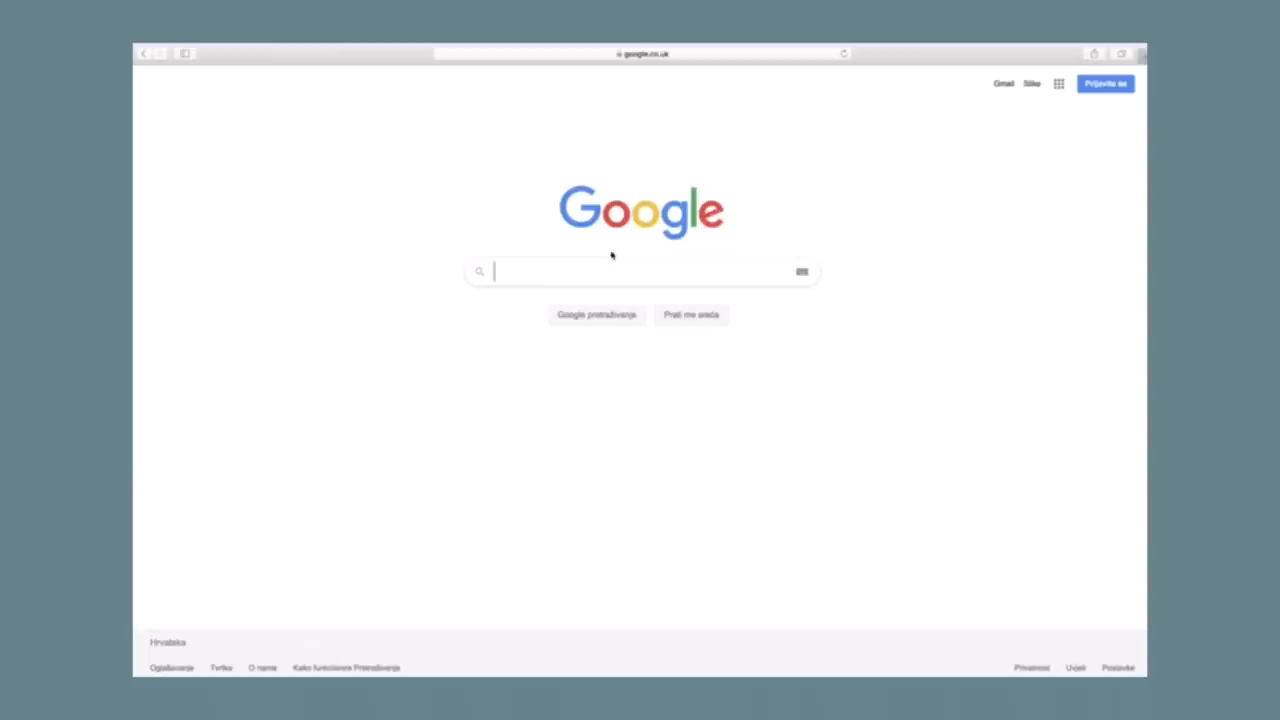 google.co.uk
Gmail Slike Prijavite se
Google
Google pretraživanje Prati me sreća
Hrvatska
Oglašavanje Tvrtka O nama Kako funkcionira Pretraživanje Privatnost Uvjeti Postavke